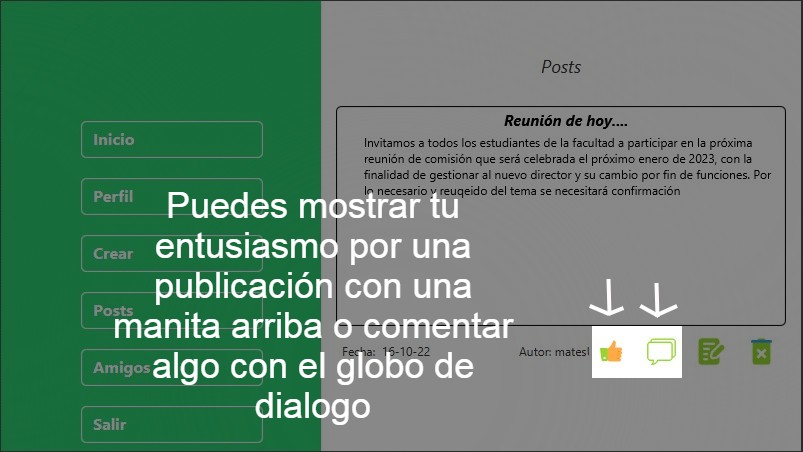 Posts
Inicio
Perfil
Crear
Posts
Amigos
Salir
Reunión de hoy....
Invitamos a todos los estudiantes de la facultad a participar en la próxima
reunión de comisión que será celebrada el próximo enero de 2023, con la
finalidad de gestionar al nuevo director y su cambio por fin de funciones. Por
lo necesario y reuqeido del tema se necesitará confirmación
Fecha: 16-10-22
Autor: matesl
Puedes mostrar tu
entusiasmo por una
publicación con una
manita arriba o comentar
algo con el globo de
dialogo